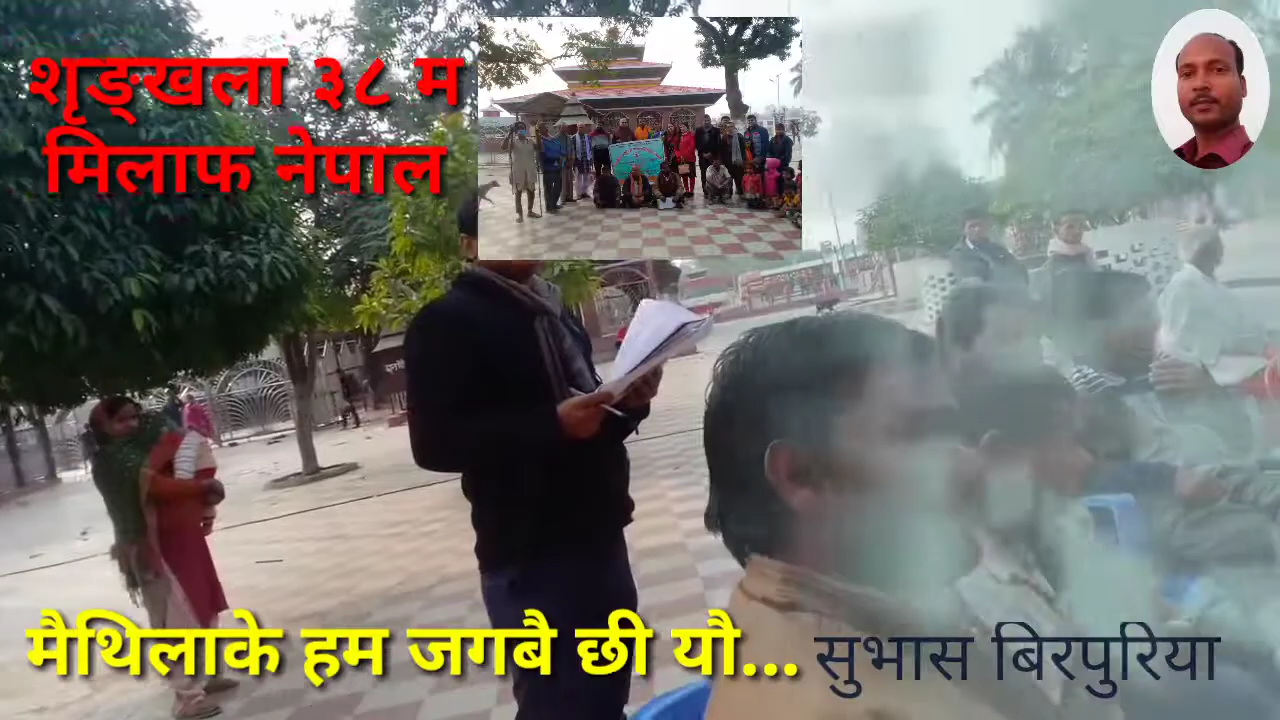 शृङ्खला ३८ म
मिलाफ नेपाल
मैथिलाके हम जगबै छी यौ... सुभास बिरपुरिया